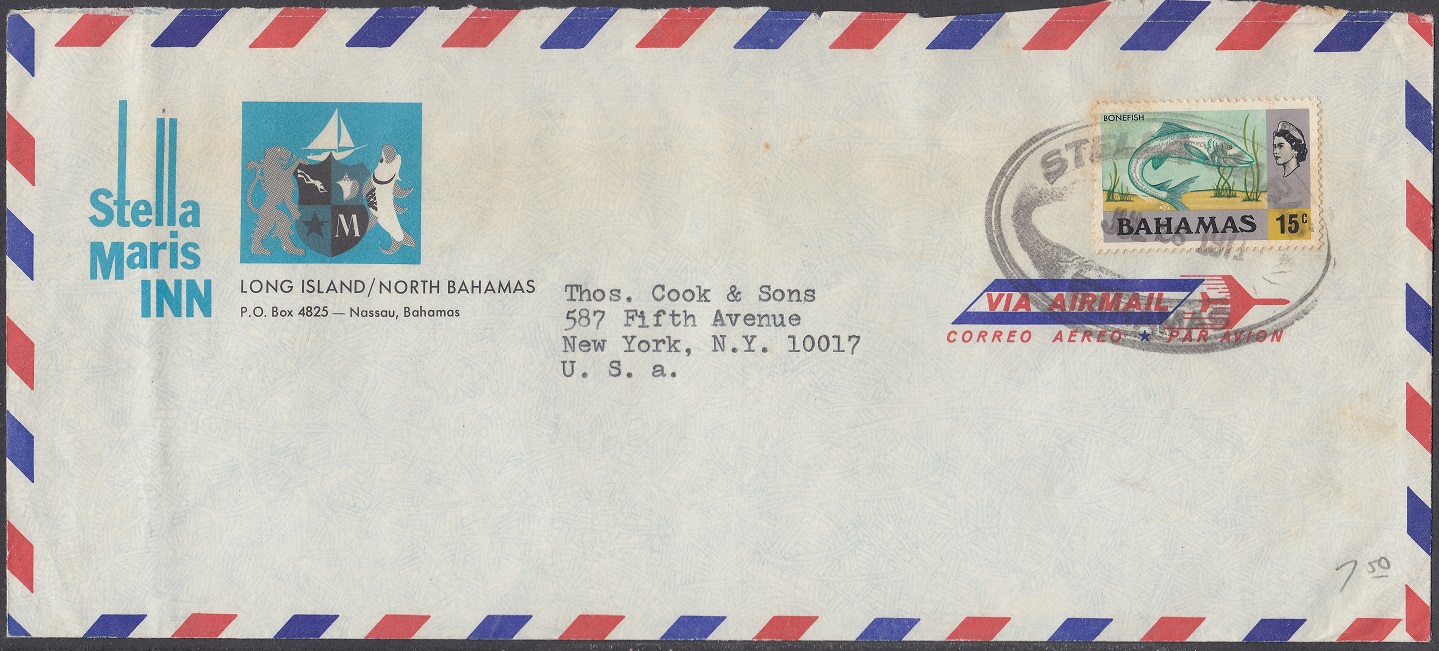 Stella
Maris
INN
M
LONG ISLAND/NORTH BAHAMAS
P.O. Box 4825 — Nassau, Bahamas
Thos. Cook & Sons
587 Fifth Avenue
New York, N.Y. 10017
U. S. a.
BONEFISH
BAHAMAS 15c
VIA AIRMAIL
CORREO AEREO ★ PAR AVION
7 50